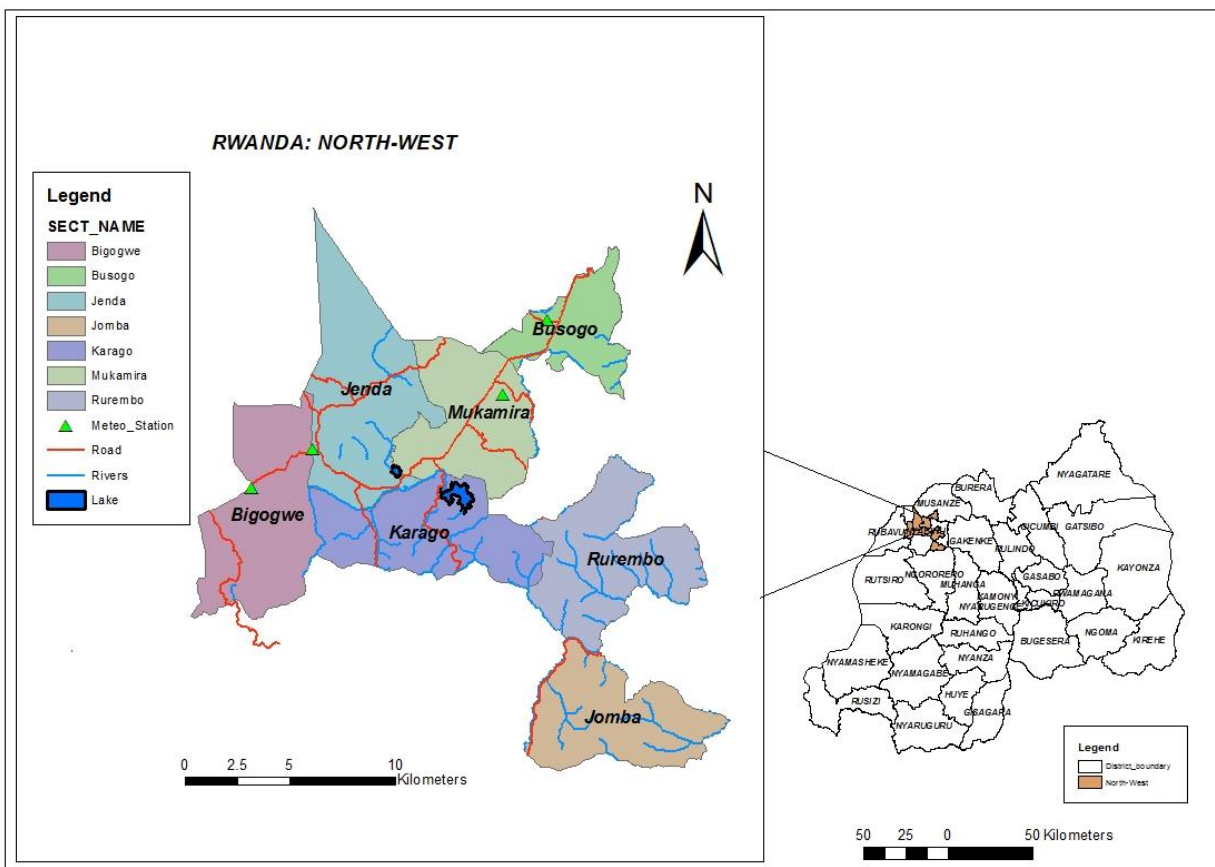 RWANDA: NORTH-WEST
N
Legend
SECT_NAME
Bigogwe
Busogo
Jenda
Jomba
Karago
Mukamira
Rurembo
Meteo_Station
Road
Rivers
Lake
Busogo
Jenda
Mukamira
Bigogwe
Karago
Rurembo
Jomba
0 2.5 5 10
Kilometers
NYAGATARE
BURERA
MUSANZE
GICUMBI
GATSIBO
GAKENKE
RULINDO
KAYONZA
RUTSIRO
NGORORERO
MUHANGA
GASABO
RWAMAGANA
KAMONYI
NYARUGENGE
KICUKIRO
KARONGI
RUHANGO
BUGESERA
NGOMA
KIREHE
NYAMASHEKE
NYANZA
NYAMAGABE
HUYE
RUSIZI
GISAGARA
NYARUGURU
Legend
District_boundary
North-West
50 25 0 50 Kilometers